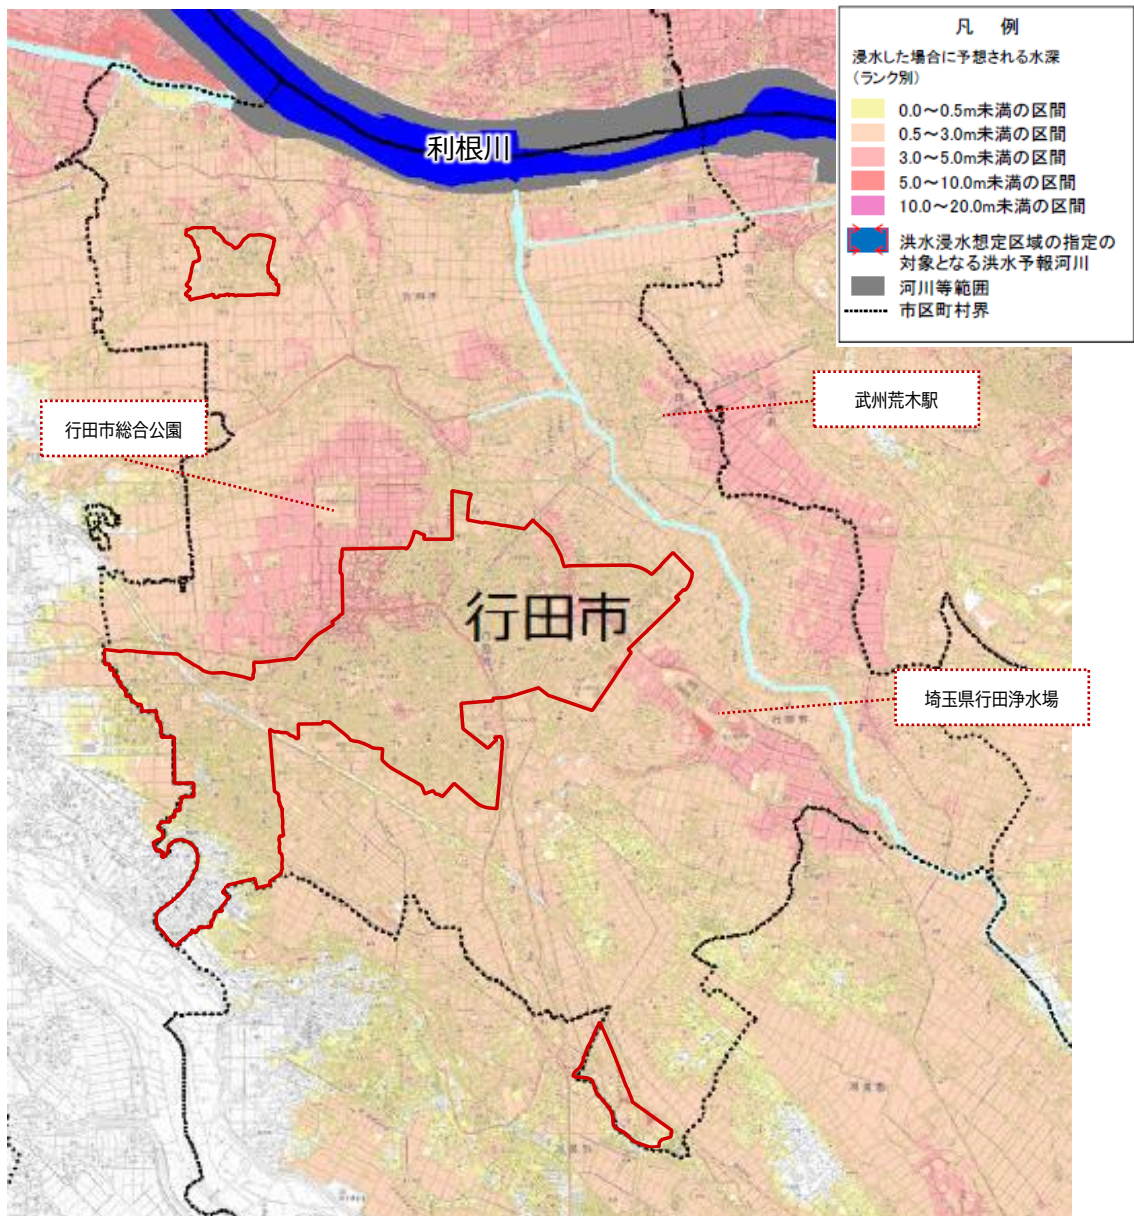 凡 例
浸水した場合に予想される水深
（ランク別）
0.0～0.5m未満の区間
0.5～3.0m未満の区間
3.0～5.0m未満の区間
5.0～10.0m未満の区間
10.0～20.0m未満の区間
洪水浸水想定区域の指定の
対象となる洪水予報河川
河川等範囲
市区町村界
利根川
武州荒木駅
行田市総合公園
行田市
埼玉県行田浄水場